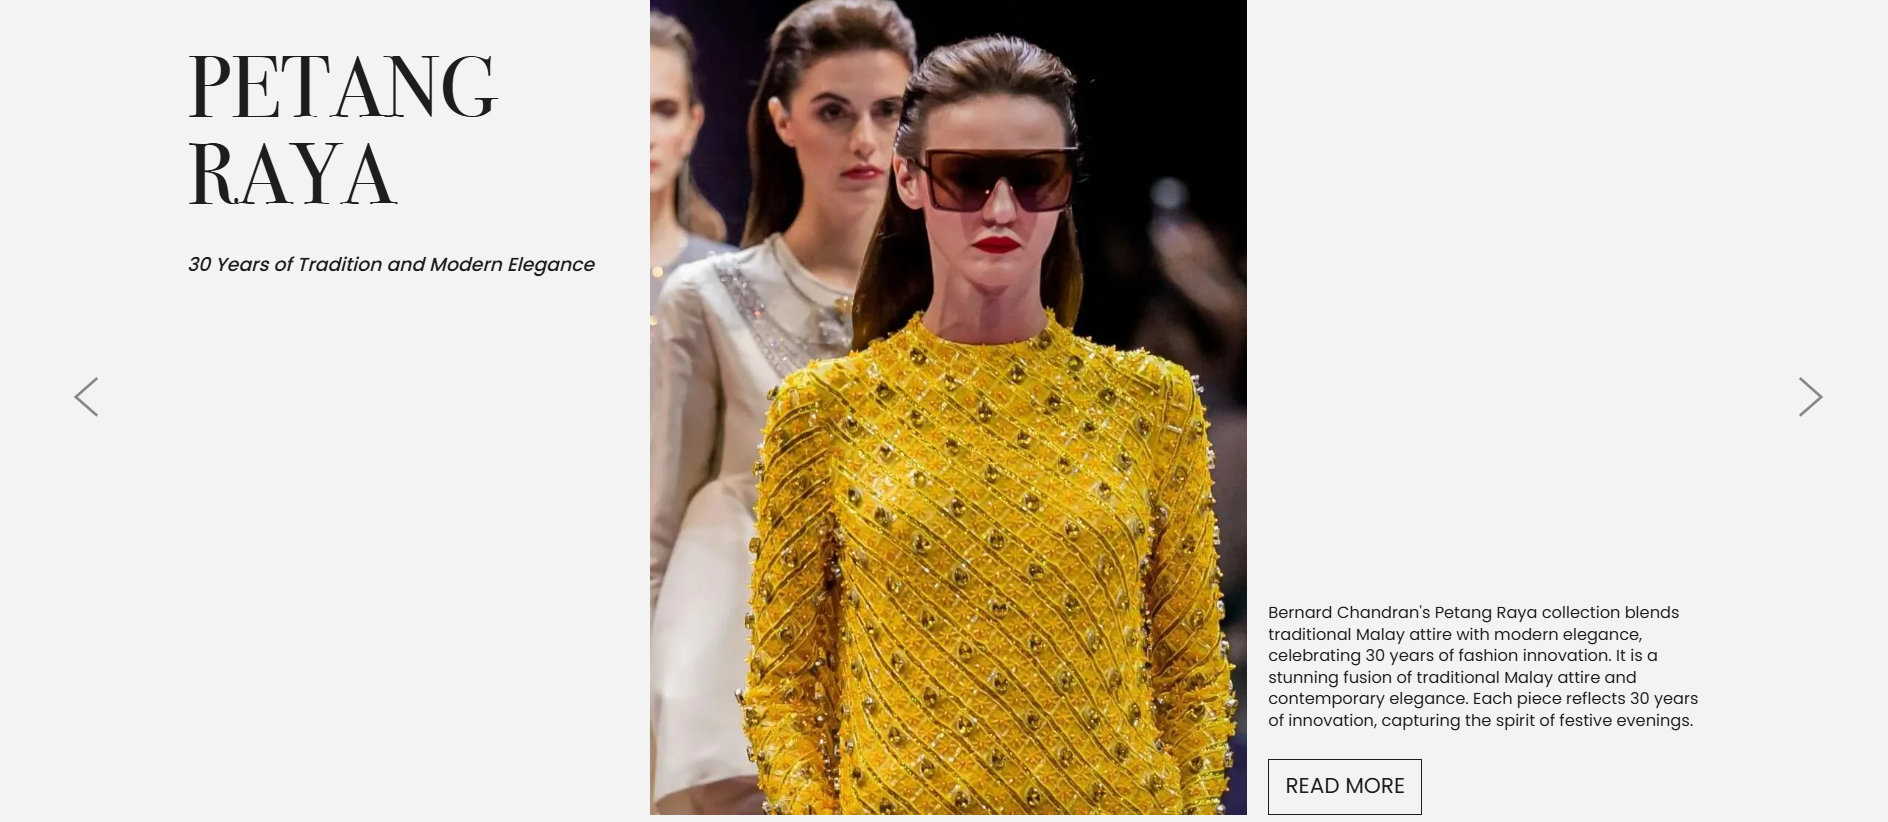 PETANG
RAYA
30 Years of Tradition and Modern Elegance
Bernard Chandran's Petang Raya collection blends
traditional Malay attire with modern elegance,
celebrating 30 years of fashion innovation. It is a
stunning fusion of traditional Malay attire and
contemporary elegance. Each piece reflects 30 years
of innovation, capturing the spirit of festive evenings.
READ MORE